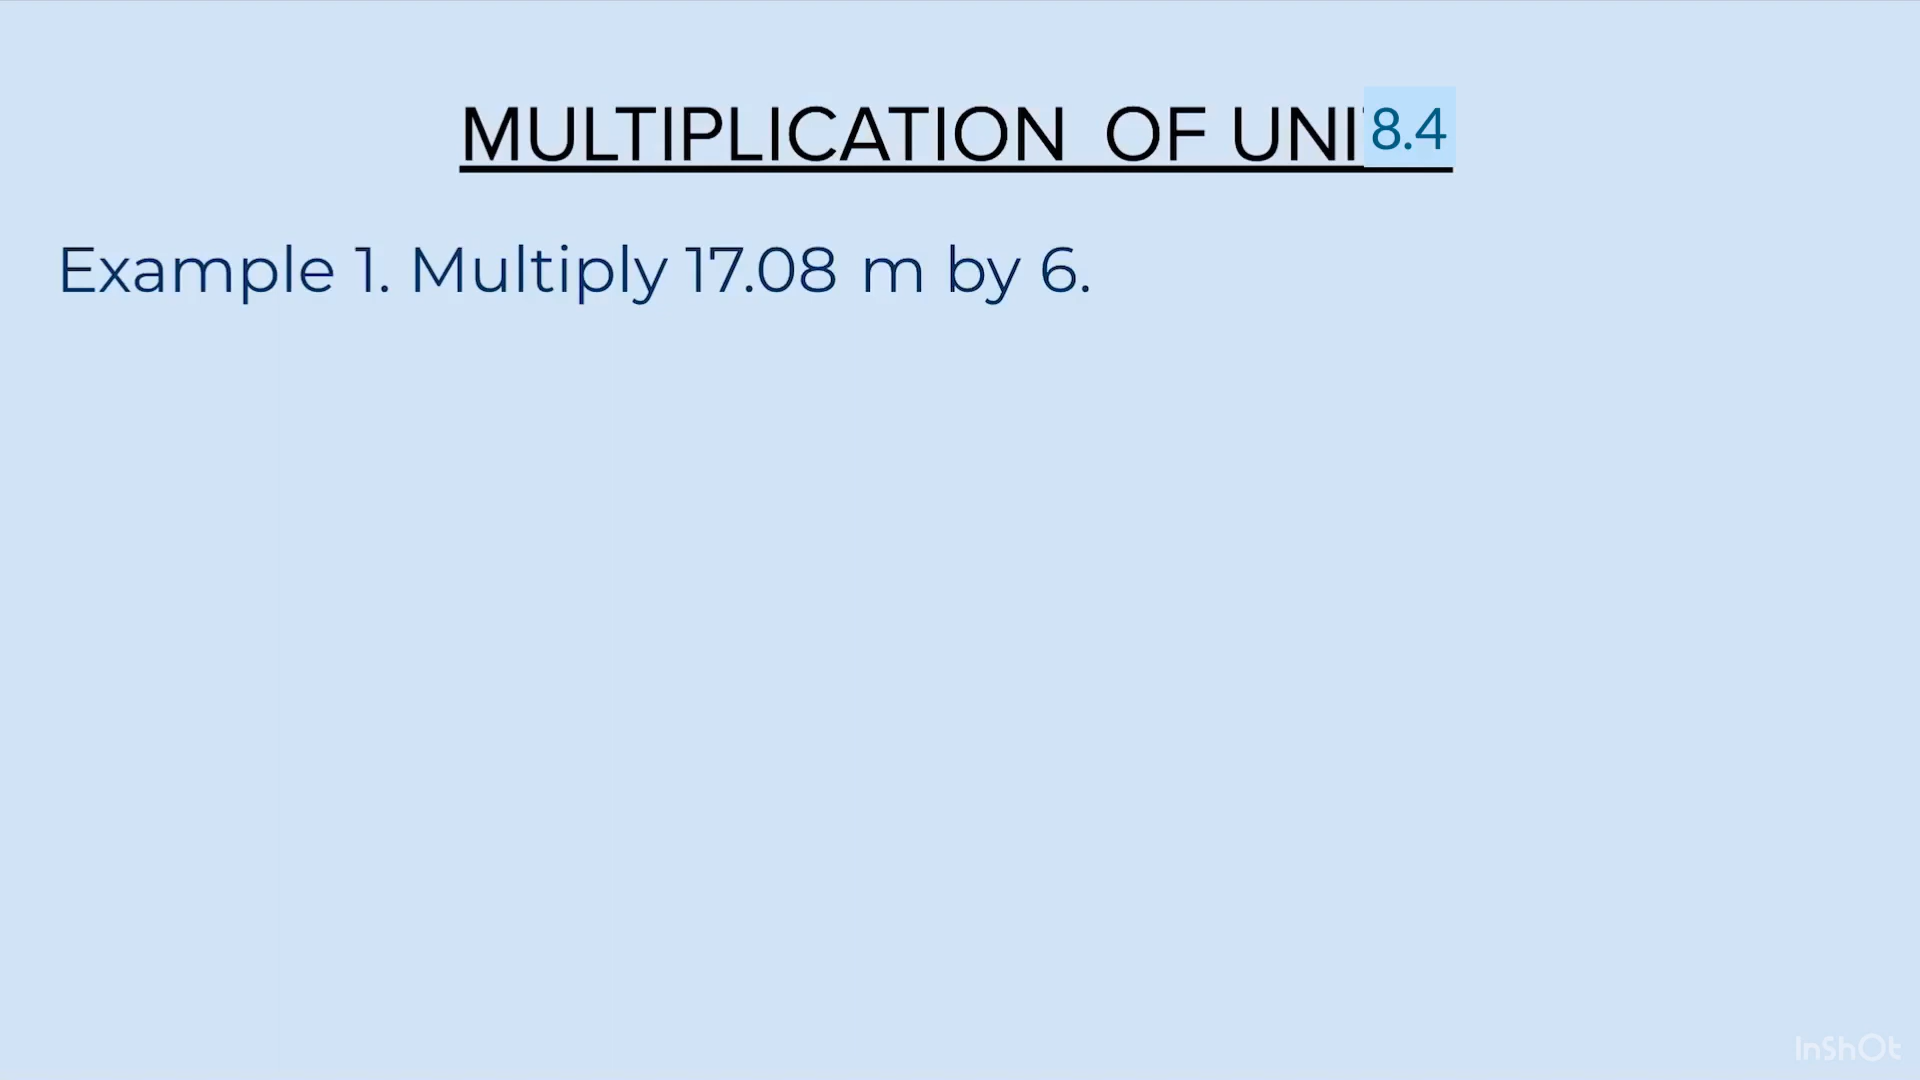 MULTIPLICATION OF UNI 8.4
Example 1. Multiply 17.08 m by 6.
InShOt